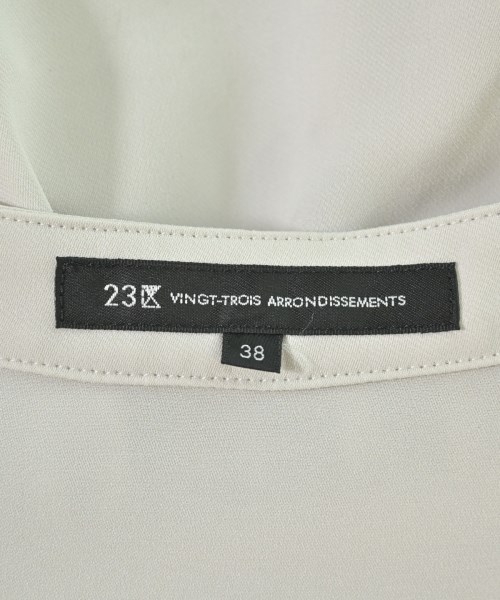 23区 VINGT-TROIS ARRONDISSEMENTS
38